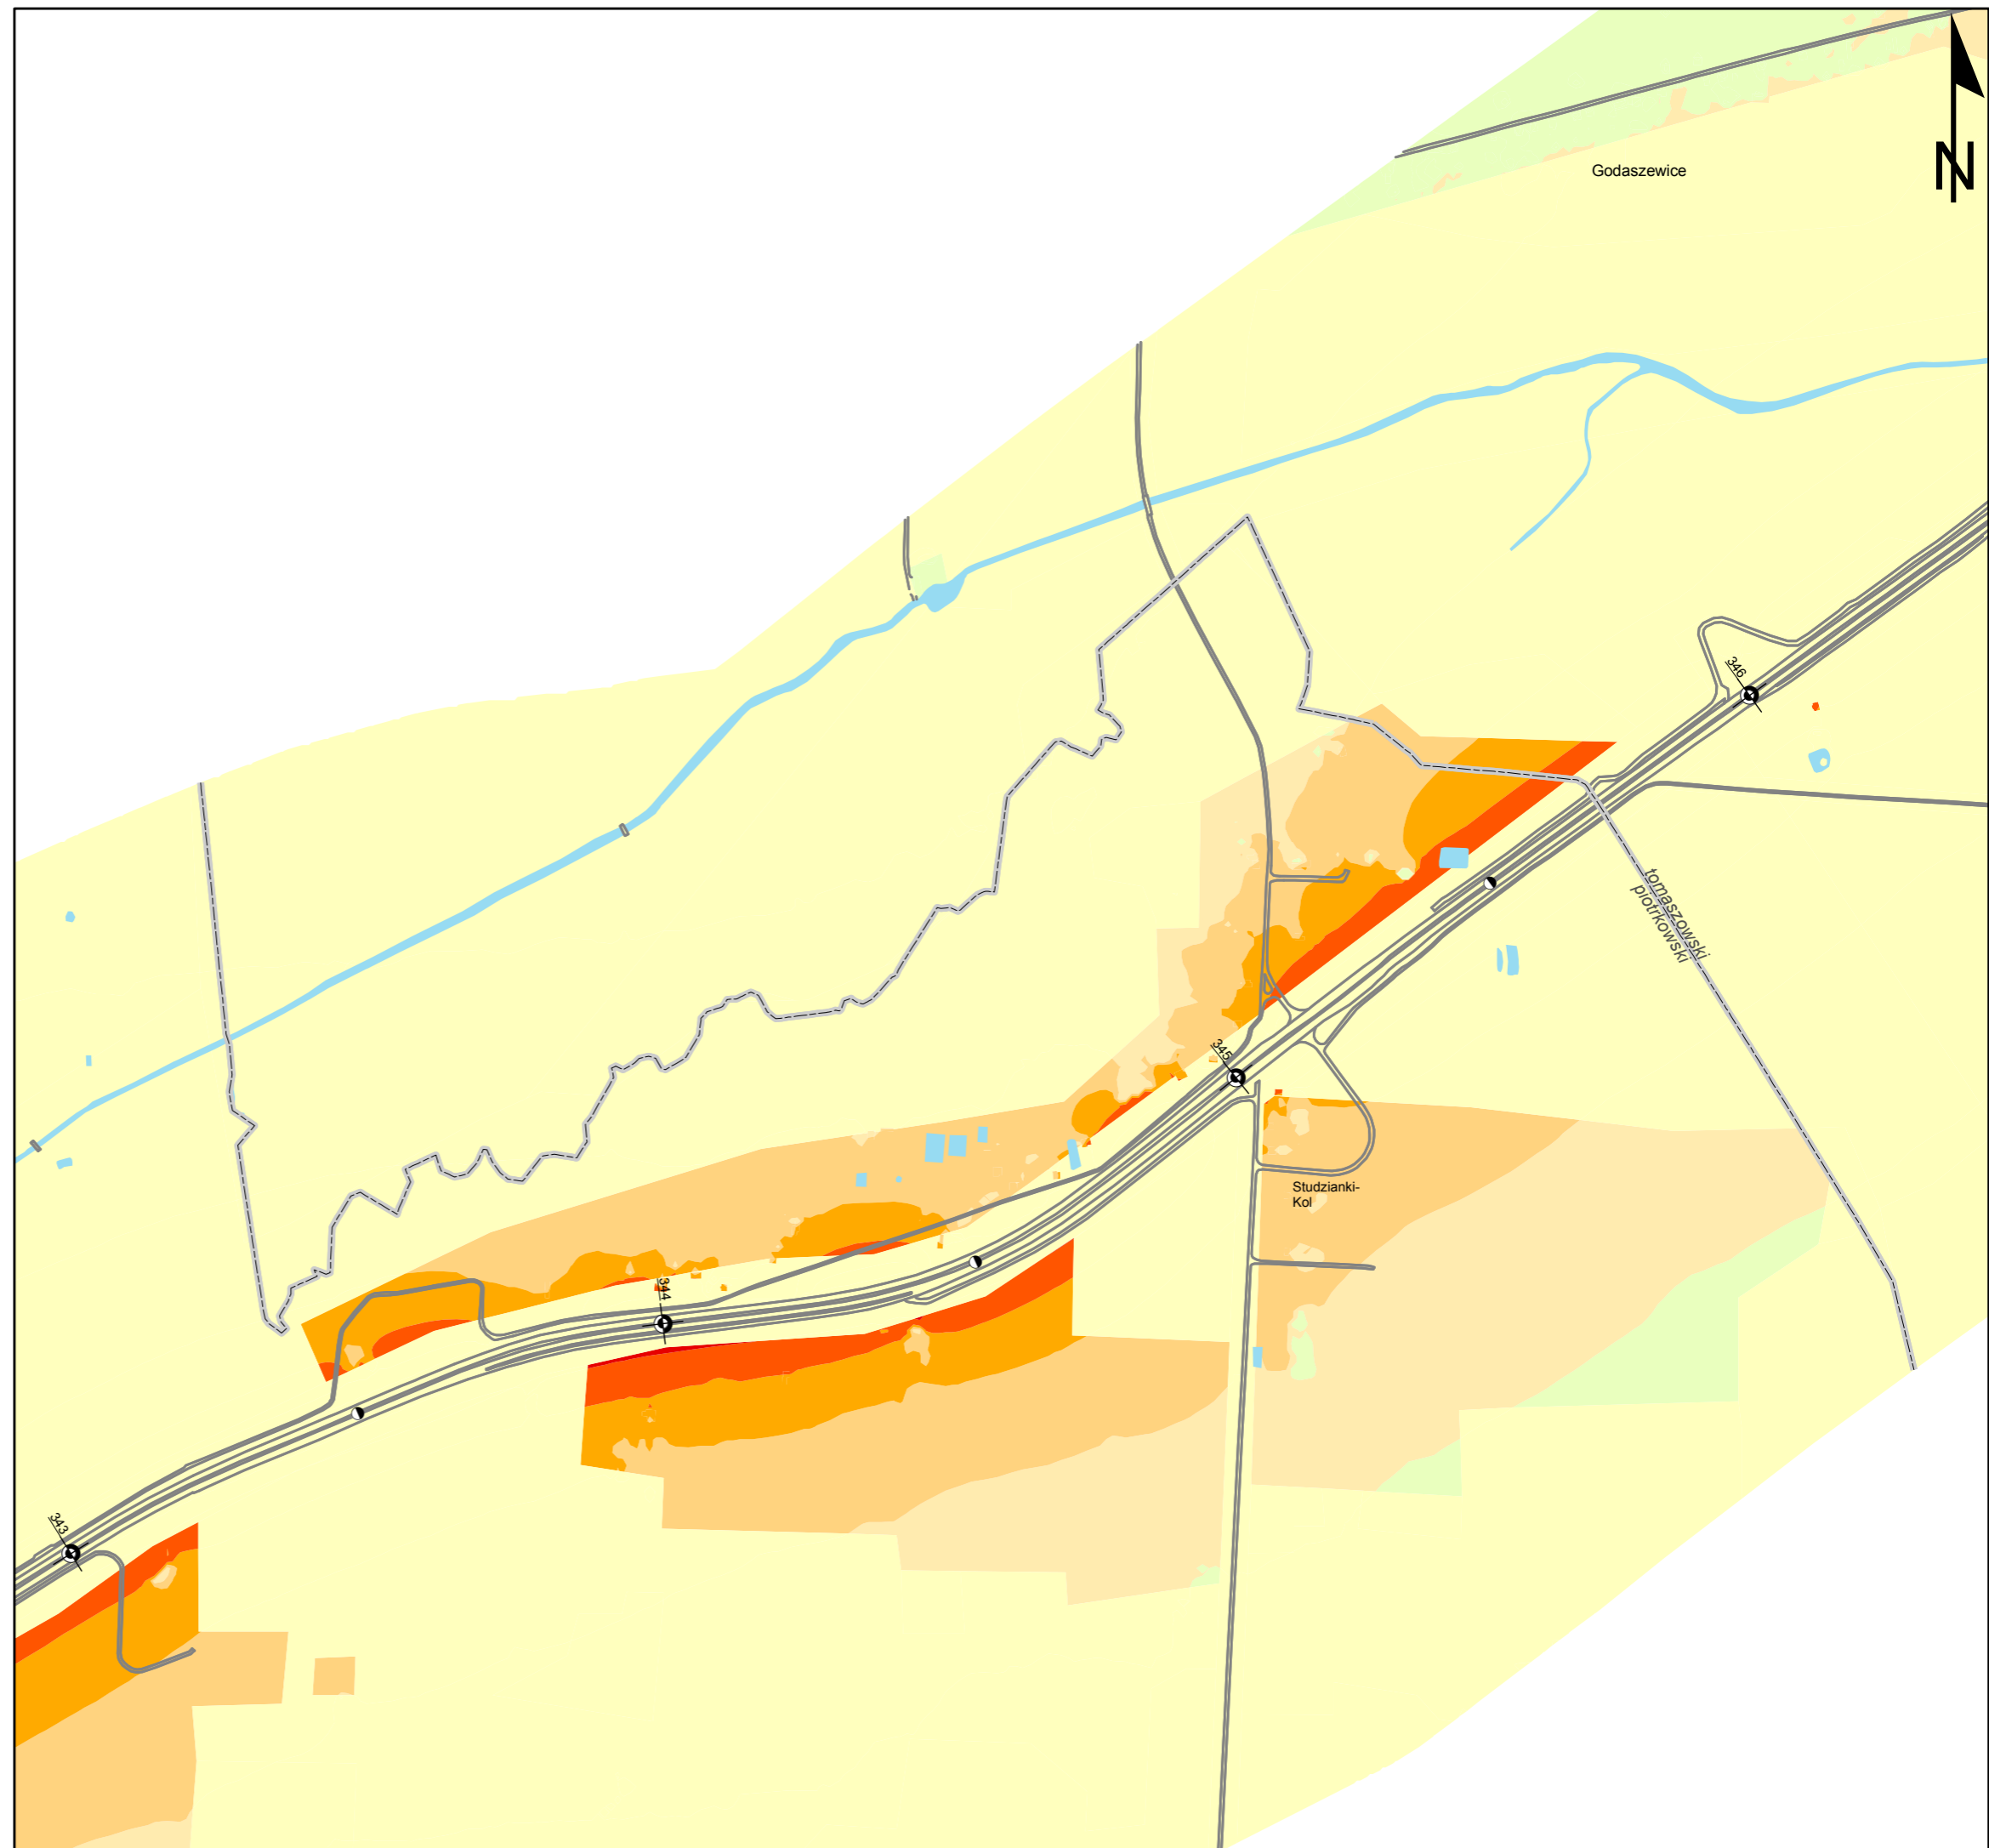 Godaszewice
N
346
tomaszowski
piotrkowski
345
Studzianki-
Kol
344
343